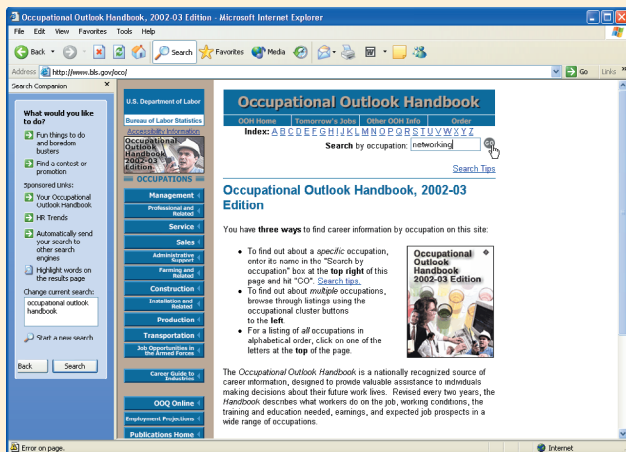 Occupational Outlook Handbook, 2002-03 Edition - Microsoft Internet Explorer
File Edit View Favorites Tools Help
Back Search Favorites Media
Address http://www.bls.gov/oco/ Go Links »
Search Companion ×
What would you like
to do?
Fun things to do
and boredom
busters
Find a contest or
promotion
Sponsored Links:
Your Occupational
Outlook Handbook
HR Trends
Automatically send
your search to
other search
engines
Highlight words on
the results page
Change current search:
occupational outlook
handbook
Start a new search
Back Search
U.S. Department of Labor
Bureau of Labor Statistics
Accessibility Information
Occupational
Outlook
Handbook
2002-03
Edition
OCCUPATIONS
Management
Professional and
Related
Service
Sales
Administrative
Support
Farming and
Related
Construction
Installation and
Related
Production
Transportation
Job Opportunities in
the Armed Forces
Career Guide to
Industries
OOQ Online
Employment Projections
Publications Home
Occupational Outlook Handbook
OOH Home Tomorrow's Jobs Other OOH Info Order
Index: A B C D E F G H I J K L M N O P Q R S T U V W X Y Z
Search by occupation: networking GO
Search Tips
Occupational Outlook Handbook, 2002-03
Edition
You have three ways to find career information by occupation on this site:
• To find out about a specific occupation,
enter its name in the "Search by
occupation" box at the top right of this
page and hit "GO". Search tips.
• To find out about multiple occupations,
browse through listings using the
occupational cluster buttons
to the left.
• For a listing of all occupations in
alphabetical order, click on one of the
letters at the top of the page.
Occupational
Outlook
Handbook
2002-03 Edition
The Occupational Outlook Handbook is a nationally recognized source of
career information, designed to provide valuable assistance to individuals
making decisions about their future work lives. Revised every two years, the
Handbook describes what workers do on the job, working conditions, the
training and education needed, earnings, and expected job prospects in a
wide range of occupations.
Error on page. Internet